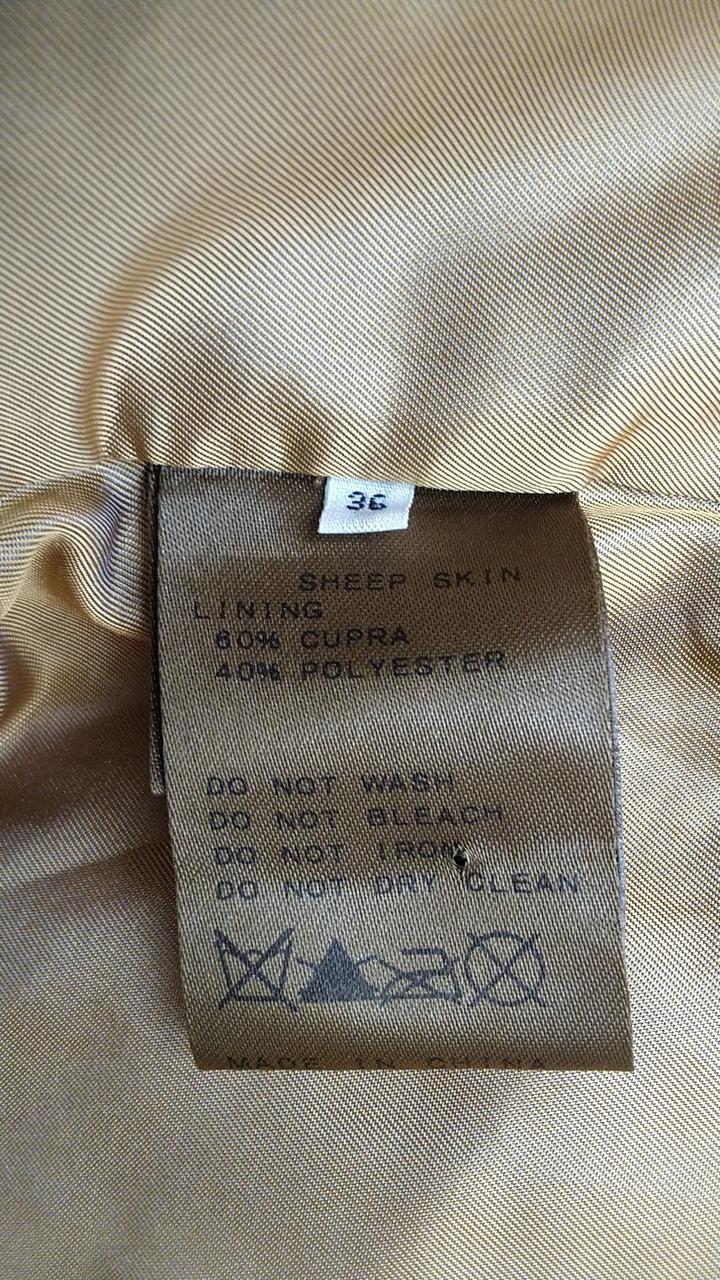 36
SHEEP SKIN
LINING
60% CUPRA
40% POLYESTER
DO NOT WASH
DO NOT BLEACH
DO NOT IRON
DO NOT DRY CLEAN
MADE IN CHINA